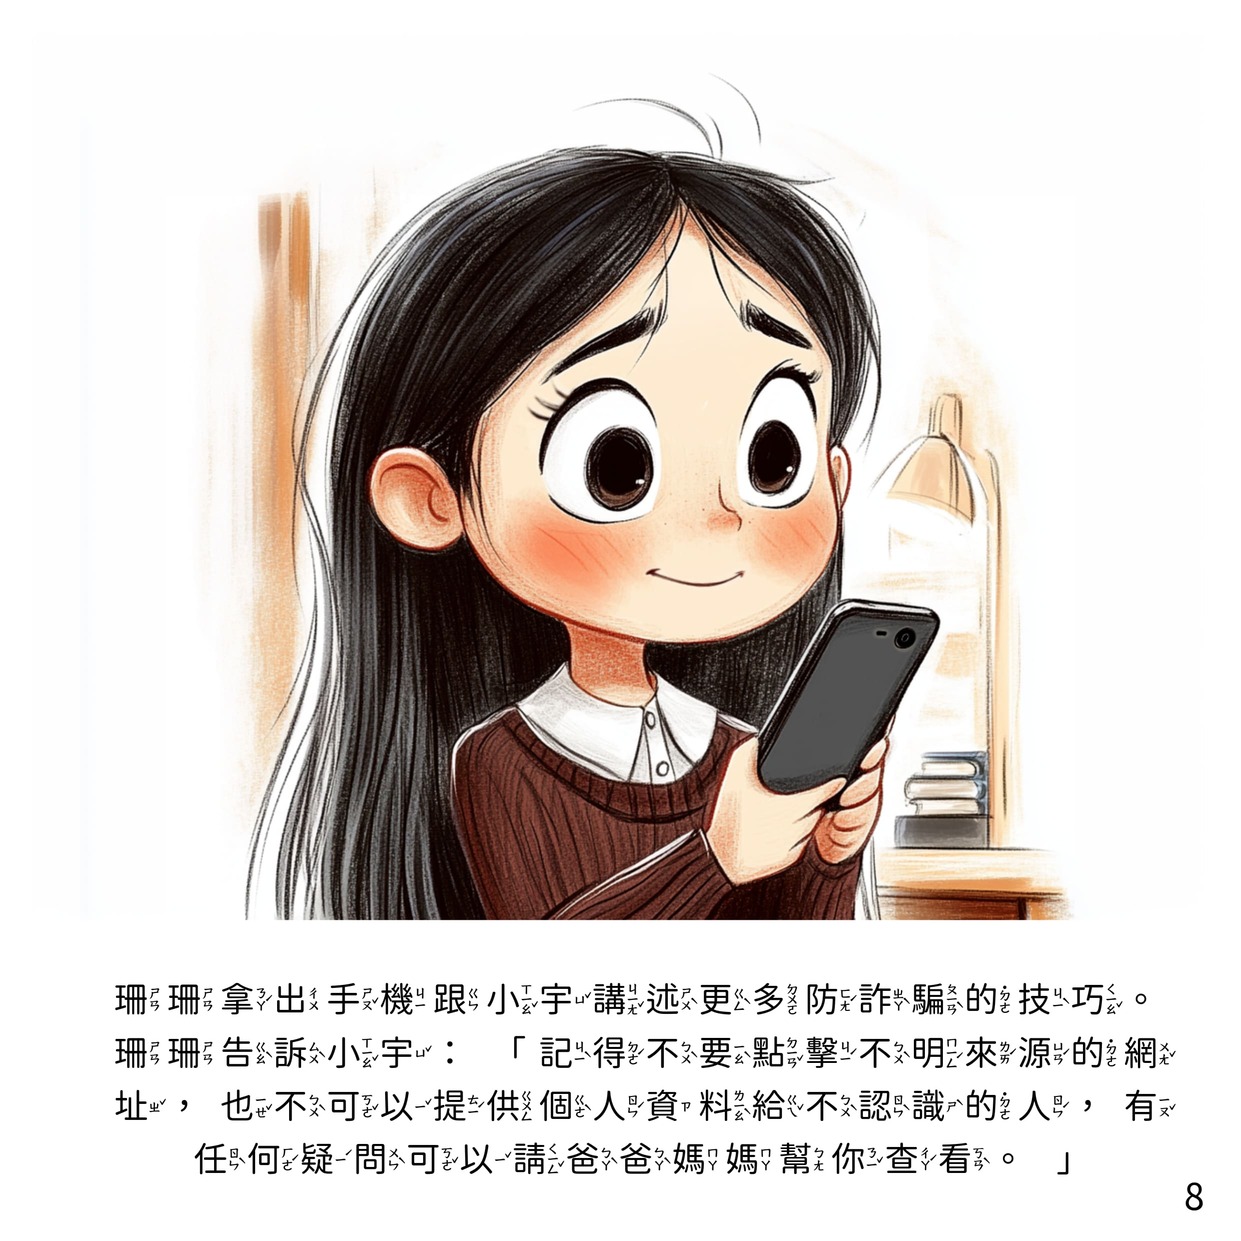 珊珊拿出手機跟小宇講述更多防詐騙的技巧。
珊珊告訴小宇：「記得不要點擊不明來源的網
址，也不可以提供個人資料給不認識的人，有
任何疑問可以請爸爸媽媽幫你查看。」
8